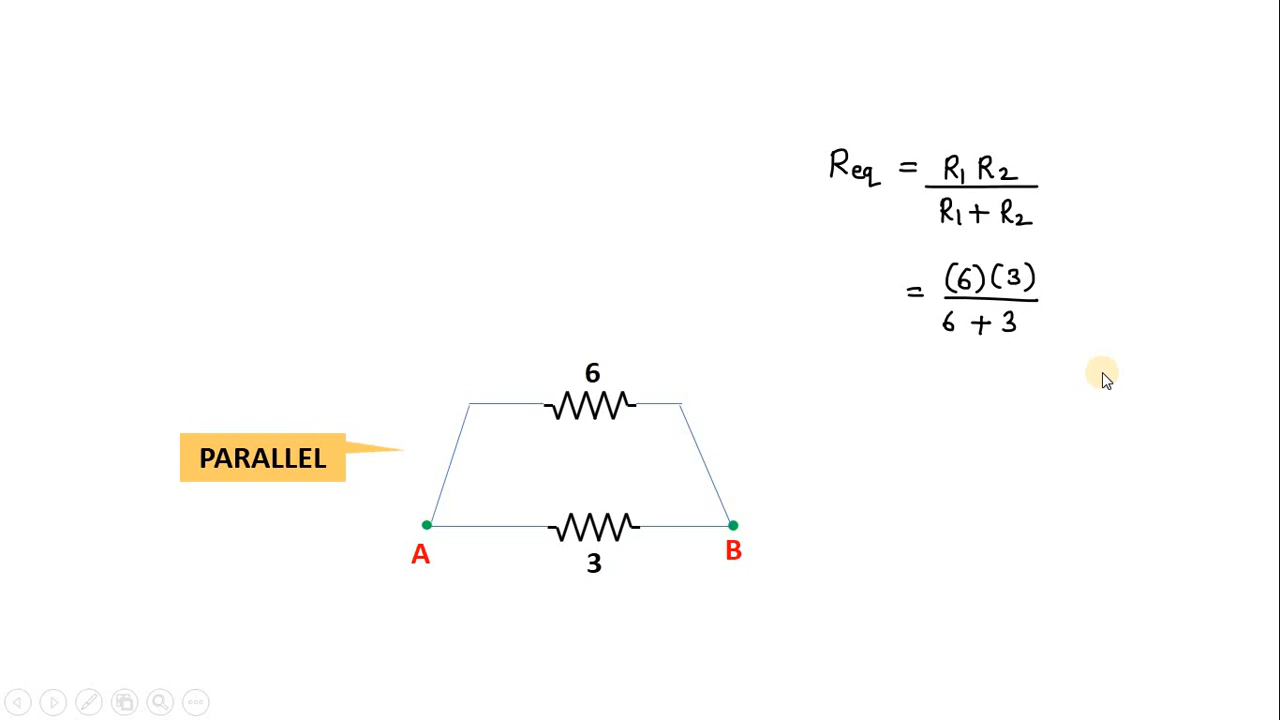 Req = R1 R2
R1 + R2
= (6)(3)
6 + 3
6
PARALLEL
A
B
3